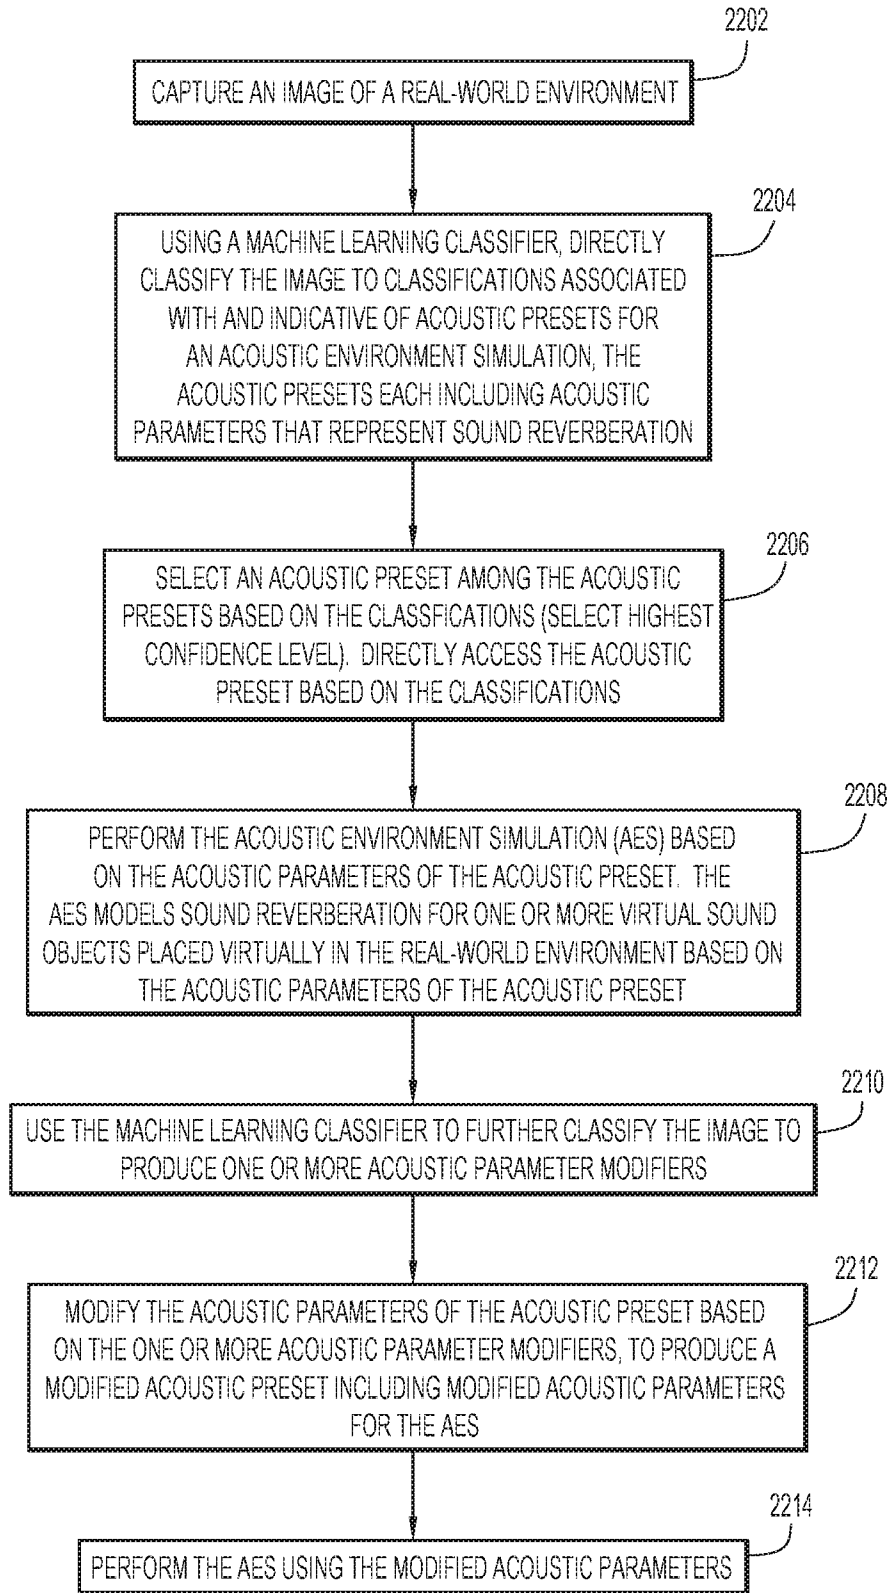 2202
CAPTURE AN IMAGE OF A REAL-WORLD ENVIRONMENT
2204
USING A MACHINE LEARNING CLASSIFIER, DIRECTLY
CLASSIFY THE IMAGE TO CLASSIFICATIONS ASSOCIATED
WITH AND INDICATIVE OF ACOUSTIC PRESETS FOR
AN ACOUSTIC ENVIRONMENT SIMULATION, THE
ACOUSTIC PRESETS EACH INCLUDING ACOUSTIC
PARAMETERS THAT REPRESENT SOUND REVERBERATION
2206
SELECT AN ACOUSTIC PRESET AMONG THE ACOUSTIC
PRESETS BASED ON THE CLASSFICATIONS (SELECT HIGHEST
CONFIDENCE LEVEL). DIRECTLY ACCESS THE ACOUSTIC
PRESET BASED ON THE CLASSIFICATIONS
2208
PERFORM THE ACOUSTIC ENVIRONMENT SIMULATION (AES) BASED
ON THE ACOUSTIC PARAMETERS OF THE ACOUSTIC PRESET. THE
AES MODELS SOUND REVERBERATION FOR ONE OR MORE VIRTUAL SOUND
OBJECTS PLACED VIRTUALLY IN THE REAL-WORLD ENVIRONMENT BASED ON
THE ACOUSTIC PARAMETERS OF THE ACOUSTIC PRESET
2210
USE THE MACHINE LEARNING CLASSIFIER TO FURTHER CLASSIFY THE IMAGE TO
PRODUCE ONE OR MORE ACOUSTIC PARAMETER MODIFIERS
2212
MODIFY THE ACOUSTIC PARAMETERS OF THE ACOUSTIC PRESET BASED
ON THE ONE OR MORE ACOUSTIC PARAMETER MODIFIERS, TO PRODUCE A
MODIFIED ACOUSTIC PRESET INCLUDING MODIFIED ACOUSTIC PARAMETERS
FOR THE AES
2214
PERFORM THE AES USING THE MODIFIED ACOUSTIC PARAMETERS